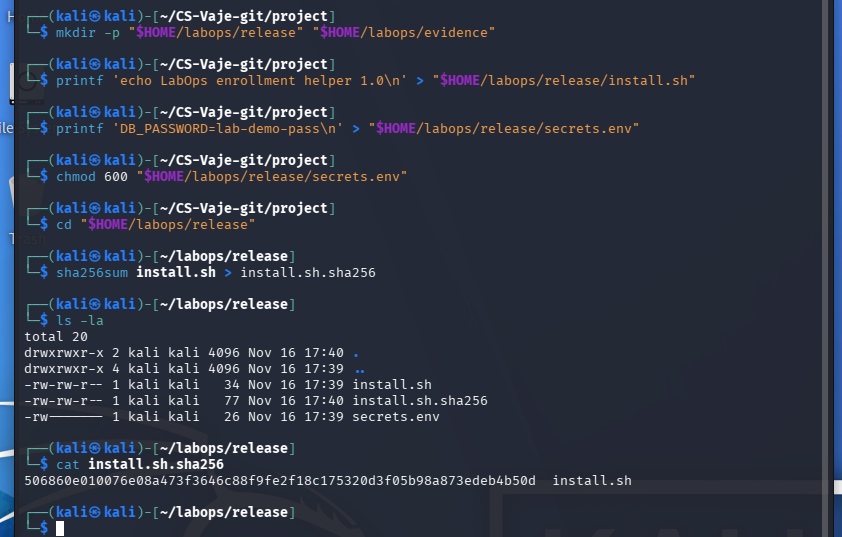 ┌──(kali㉿kali)-[~/CS-Vaje-git/project]
└─$ mkdir -p "$HOME/labops/release" "$HOME/labops/evidence"
┌──(kali㉿kali)-[~/CS-Vaje-git/project]
└─$ printf 'echo LabOps enrollment helper 1.0\n' > "$HOME/labops/release/install.sh"
┌──(kali㉿kali)-[~/CS-Vaje-git/project]
└─$ printf 'DB_PASSWORD=lab-demo-pass\n' > "$HOME/labops/release/secrets.env"
┌──(kali㉿kali)-[~/CS-Vaje-git/project]
└─$ chmod 600 "$HOME/labops/release/secrets.env"
┌──(kali㉿kali)-[~/CS-Vaje-git/project]
└─$ cd "$HOME/labops/release"
┌──(kali㉿kali)-[~/labops/release]
└─$ sha256sum install.sh > install.sh.sha256
┌──(kali㉿kali)-[~/labops/release]
└─$ ls -la
total 20
drwxrwxr-x 2 kali kali 4096 Nov 16 17:40 .
drwxrwxr-x 4 kali kali 4096 Nov 16 17:39 ..
-rw-rw-r-- 1 kali kali   34 Nov 16 17:39 install.sh
-rw-rw-r-- 1 kali kali   77 Nov 16 17:40 install.sh.sha256
-rw------- 1 kali kali   26 Nov 16 17:39 secrets.env
┌──(kali㉿kali)-[~/labops/release]
└─$ cat install.sh.sha256
506860e010076e08a473f3646c88f9fe2f18c175320d3f05b98a873edeb4b50d  install.sh
┌──(kali㉿kali)-[~/labops/release]
└─$